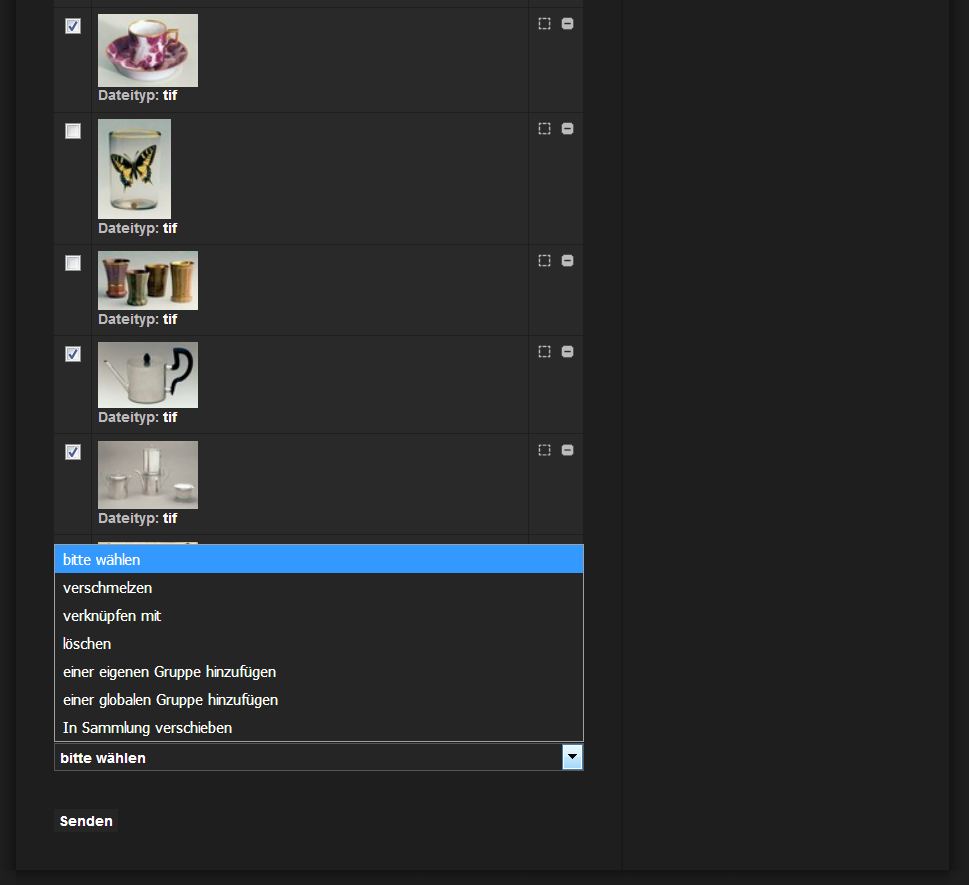 Dateityp: tif
Dateityp: tif
Dateityp: tif
Dateityp: tif
Dateityp: tif
bitte wählen
verschmelzen
verknüpfen mit
löschen
einer eigenen Gruppe hinzufügen
einer globalen Gruppe hinzufügen
In Sammlung verschieben
bitte wählen
Senden